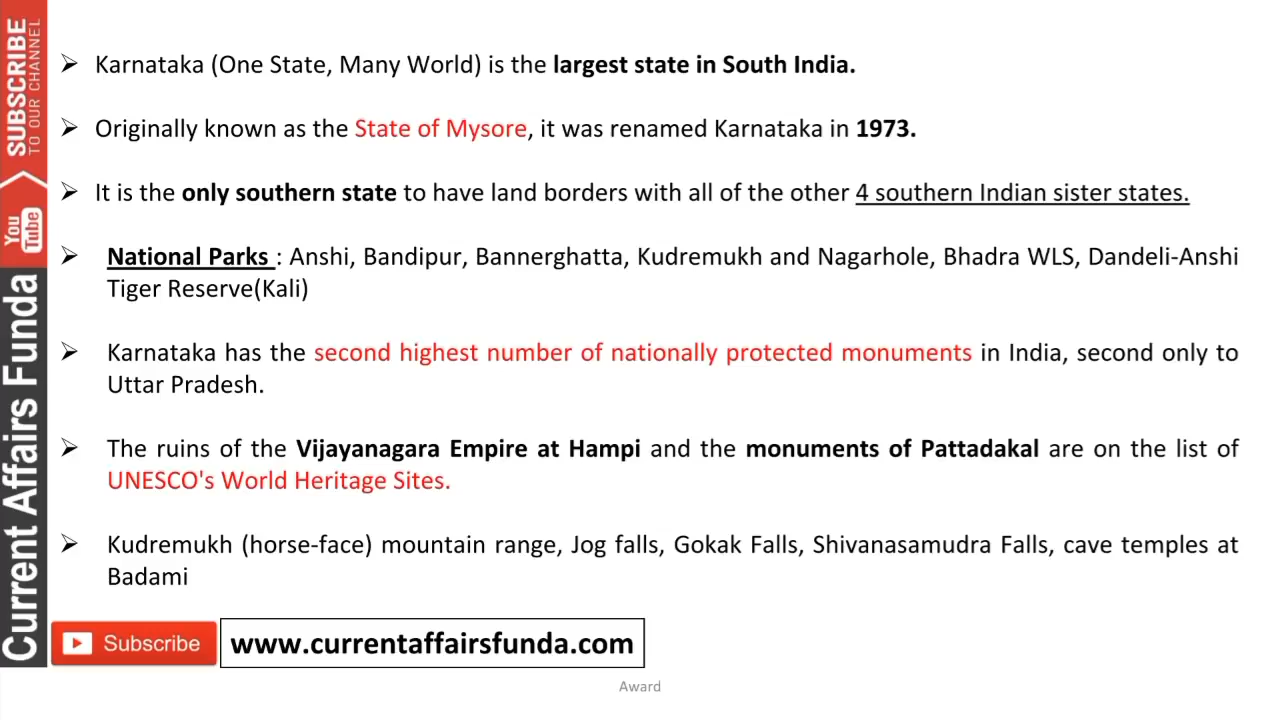 SUBSCRIBE
TO OUR CHANNEL
You
Tube
Current Affairs Funda
➢ Karnataka (One State, Many World) is the largest state in South India.
➢ Originally known as the State of Mysore, it was renamed Karnataka in 1973.
➢ It is the only southern state to have land borders with all of the other 4 southern Indian sister states.
➢ National Parks : Anshi, Bandipur, Bannerghatta, Kudremukh and Nagarhole, Bhadra WLS, Dandeli-Anshi
Tiger Reserve(Kali)
➢ Karnataka has the second highest number of nationally protected monuments in India, second only to
Uttar Pradesh.
➢ The ruins of the Vijayanagara Empire at Hampi and the monuments of Pattadakal are on the list of
UNESCO's World Heritage Sites.
➢ Kudremukh (horse-face) mountain range, Jog falls, Gokak Falls, Shivanasamudra Falls, cave temples at
Badami
Subscribe
www.currentaffairsfunda.com
Award